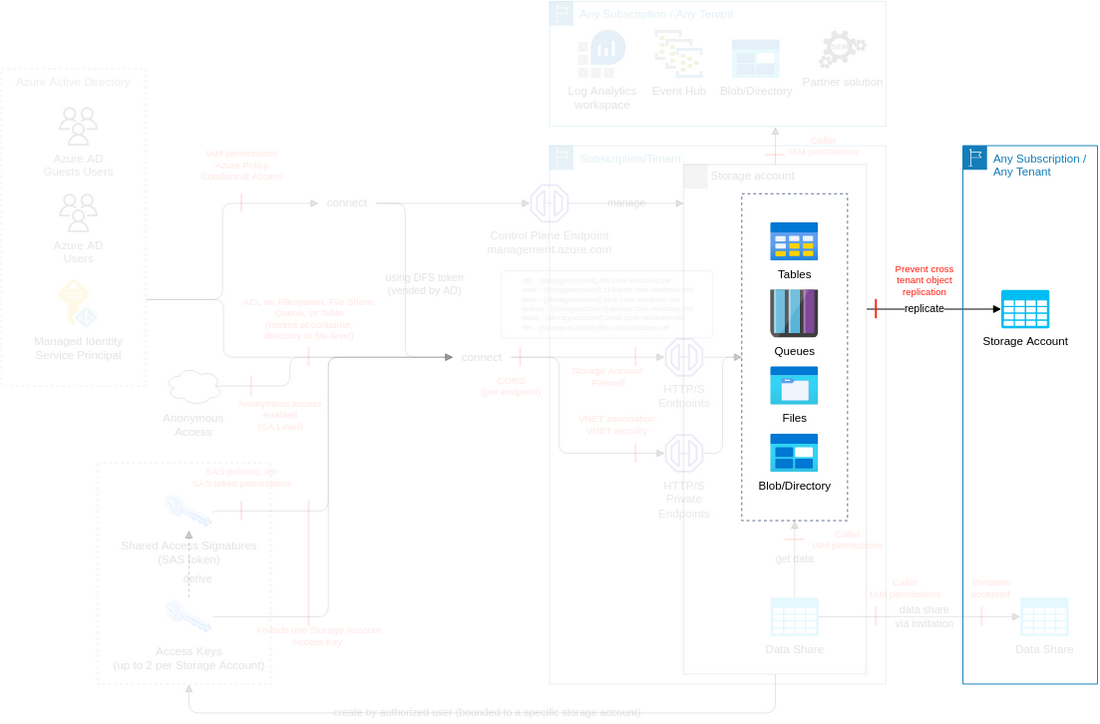 Any Subscription / Any Tenant
Log Analytics
workspace
Event Hub
Blob/Directory
Partner solution
Azure Active Directory
Azure AD
Guests Users
Azure AD
Users
Managed Identity
Service Principal
IAM permissions
Azure Policy
Conditional Access
connect
Caller
IAM permissions
Subscription/Tenant
Storage account
Control Plane Endpoint
management.azure.com
manage
using DFS token
(vended by AD)
ACL on Filesystem, File Share,
Queue, or Table
(restrict at container,
directory or file-level)
Anonymous
Access
Anonymous access
enabled
(SA Level)
connect
CORS
(per endpoint)
Storage Account
Firewall
HTTP/S
Endpoints
VNET association
VNET security
HTTP/S
Private
Endpoints
Tables
Queues
Files
Blob/Directory
Any Subscription /
Any Tenant
Prevent cross
tenant object
replication
replicate
Storage Account
SAS token permissions
Shared Access Signatures
(SAS token)
derive
Access Keys
(up to 2 per Storage Account)
use Storage Account
Access Key
Caller
IAM permissions
get data
Data Share
Caller
IAM permissions
data share
via invitation
Invitation
accepted
Data Share
create by authorized user (bounded to a specific storage account)